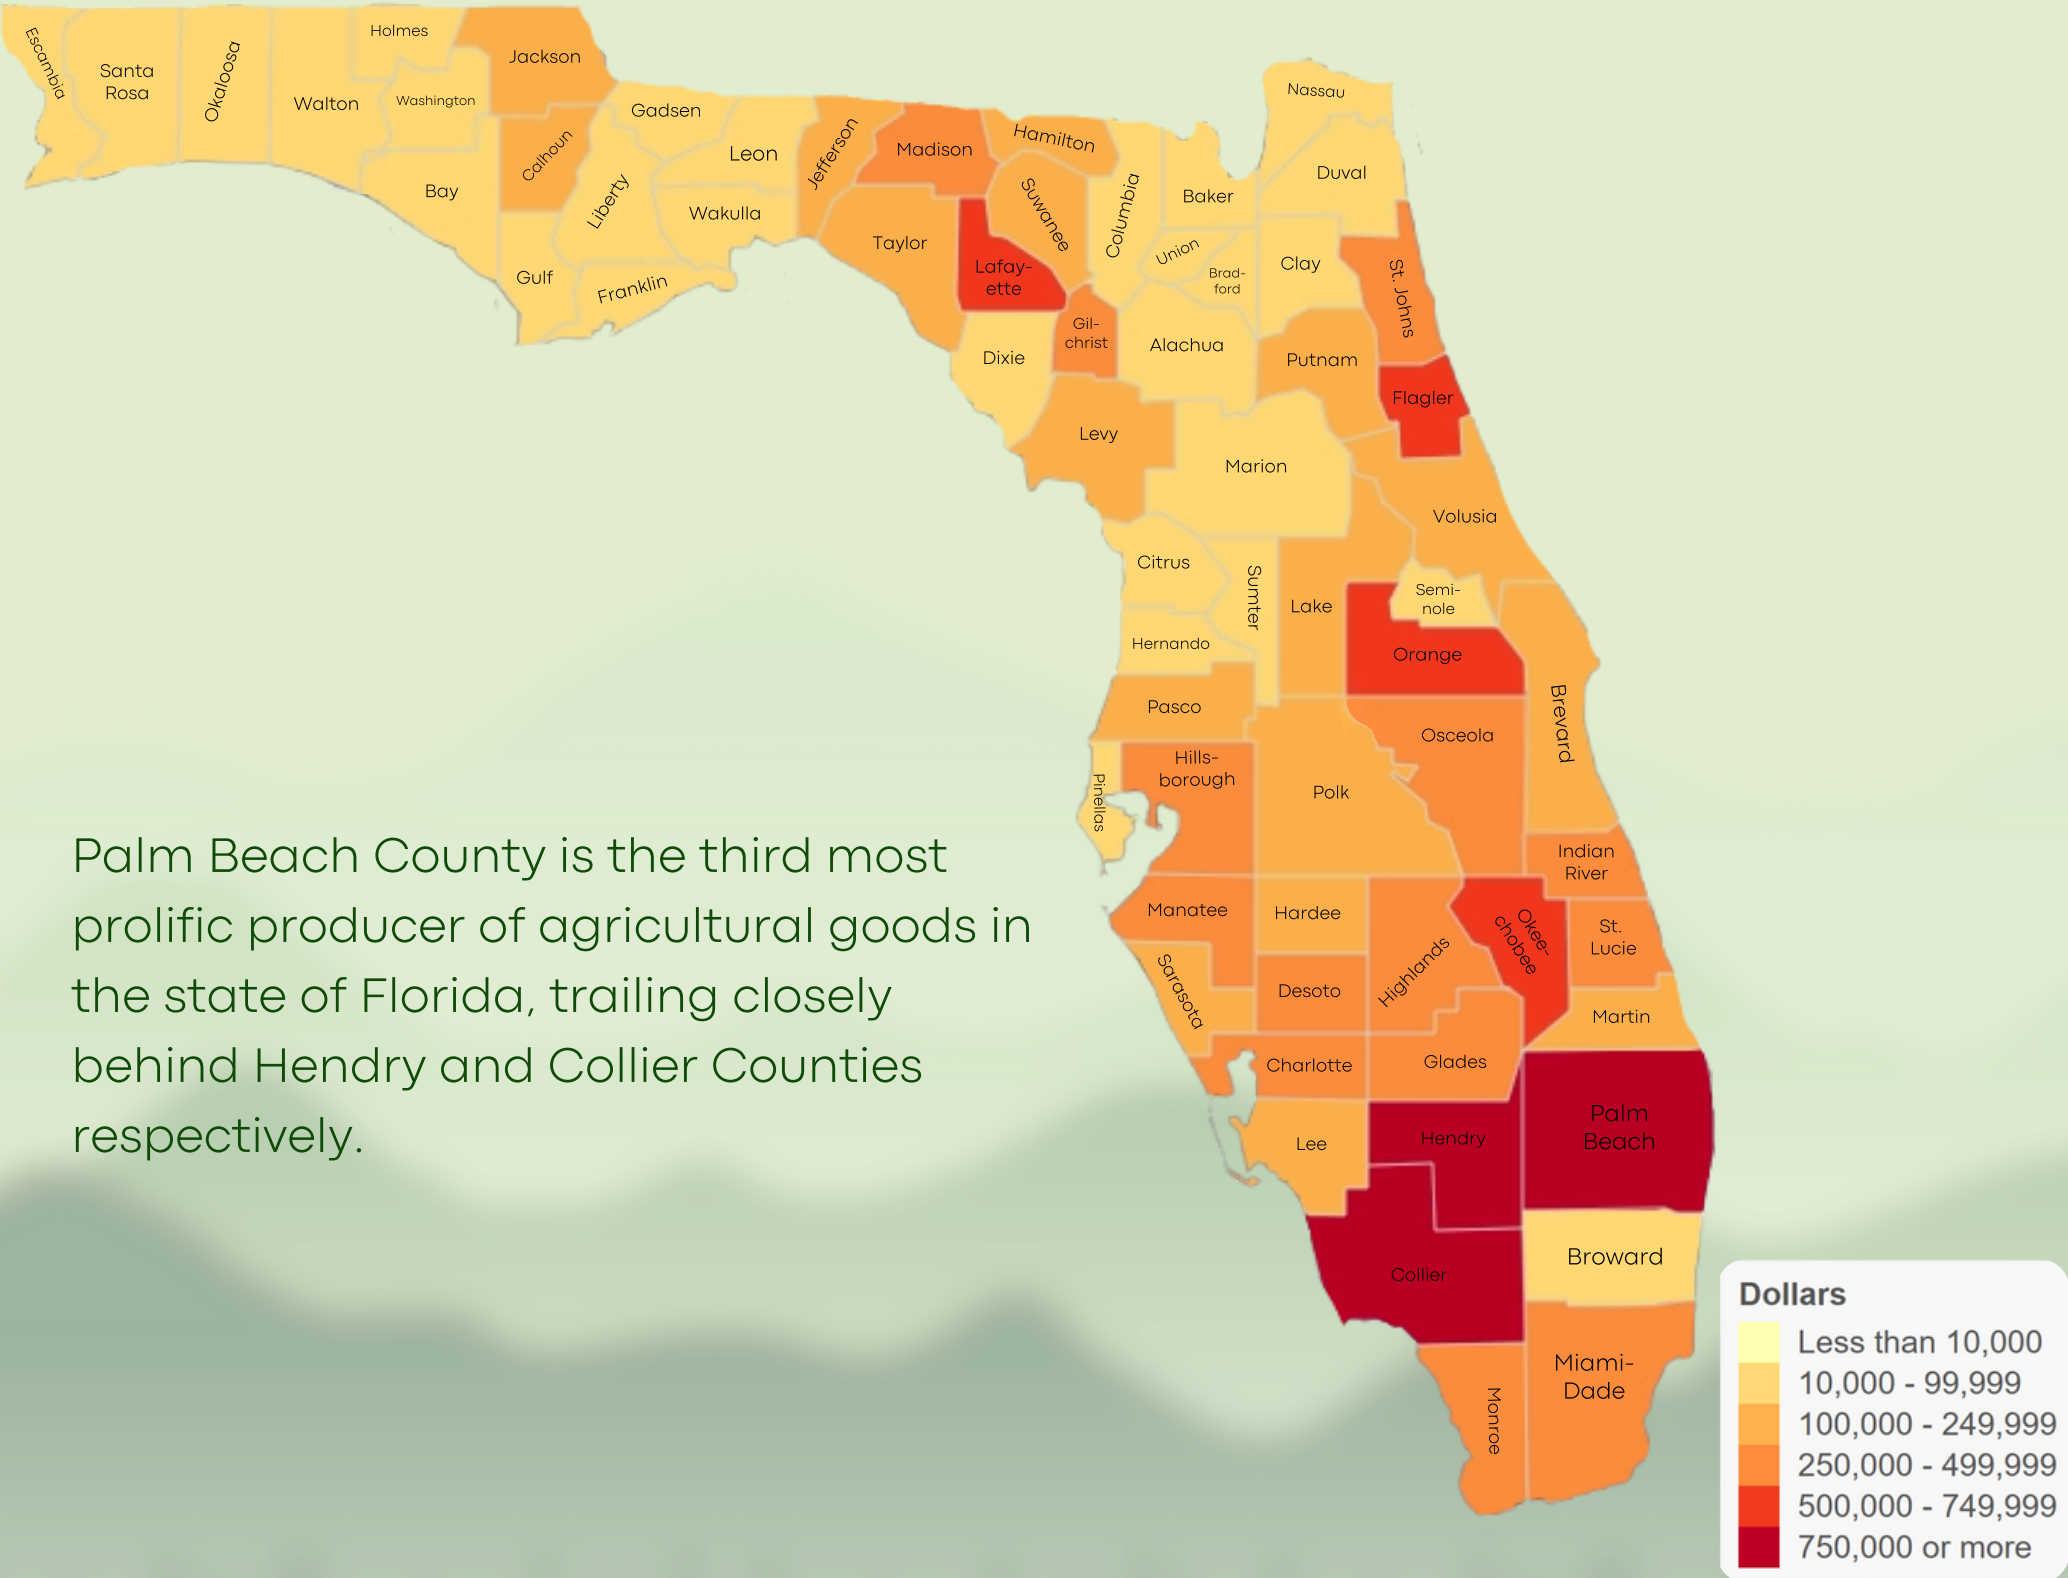 Escambia
Santa
Rosa
Okaloosa
Walton
Holmes
Washington
Jackson
Bay
Calhoun
Gulf
Liberty
Gadsen
Franklin
Leon
Wakulla
Jefferson
Madison
Taylor
Hamilton
Suwanee
Lafay-
ette
Dixie
Gil-
christ
Columbia
Baker
Union
Brad-
ford
Nassau
Duval
Clay
St. Johns
Alachua
Putnam
Flagler
Levy
Marion
Volusia
Citrus
Sumter
Lake
Semi-
nole
Hernando
Orange
Pasco
Osceola
Brevard
Hills-
borough
Pinellas
Polk
Indian
River
Manatee
Hardee
Highlands
Okee-
chobee
St.
Lucie
Sarasota
Desoto
Martin
Charlotte
Glades
Lee
Hendry
Palm
Beach
Collier
Broward
Miami-
Dade
Monroe
Palm Beach County is the third most
prolific producer of agricultural goods in
the state of Florida, trailing closely
behind Hendry and Collier Counties
respectively.
Dollars
Less than 10,000
10,000 - 99,999
100,000 - 249,999
250,000 - 499,999
500,000 - 749,999
750,000 or more